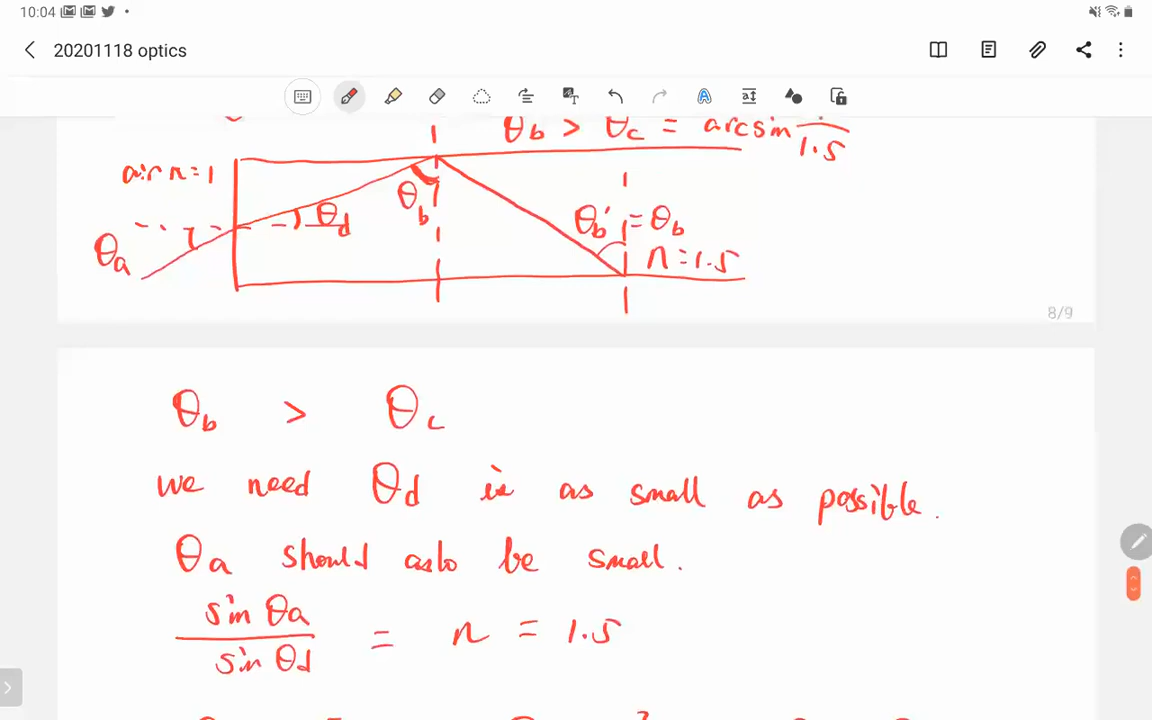 10:04
20201118 optics
θb > θc = arcsin 1/1.5
air n=1
θa
θd
θb
θb' = θb
n=1.5
8/9
θb > θc
we need θd is as small as possible.
θa should aslo be small.
sin θa / sin θd = n = 1.5